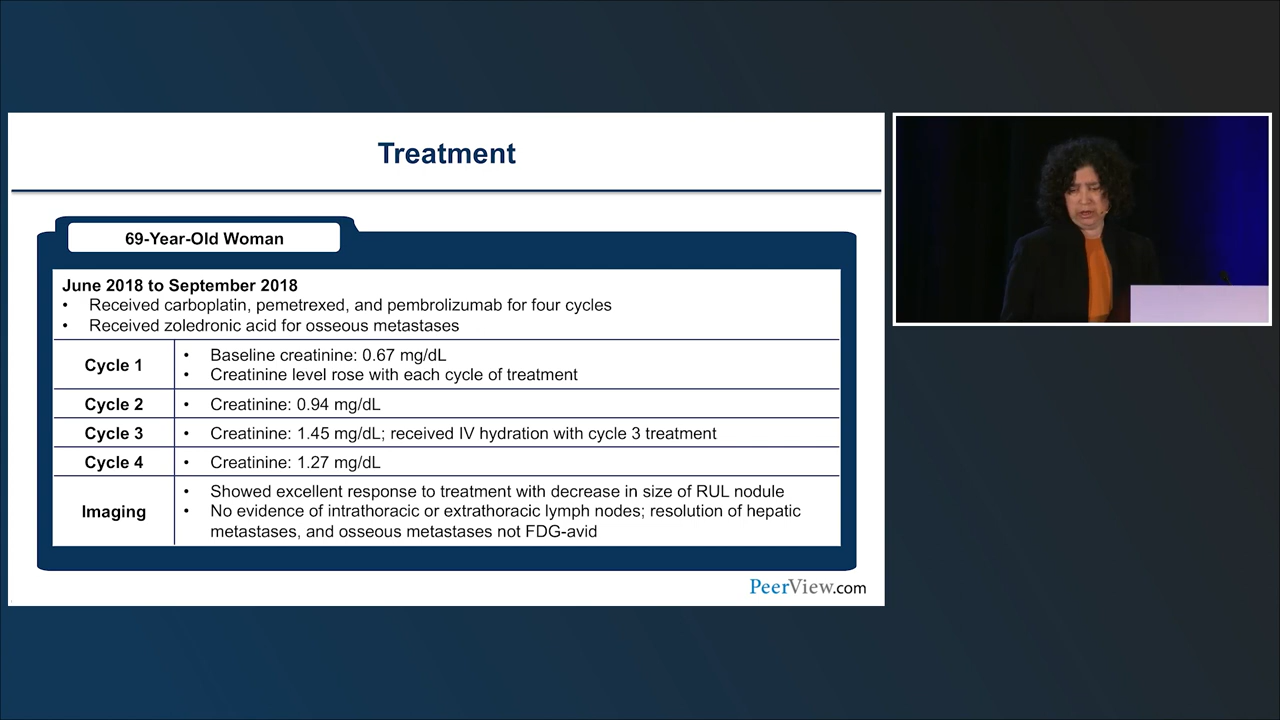 Treatment
69-Year-Old Woman
June 2018 to September 2018
• Received carboplatin, pemetrexed, and pembrolizumab for four cycles
• Received zoledronic acid for osseous metastases
Cycle 1
• Baseline creatinine: 0.67 mg/dL
• Creatinine level rose with each cycle of treatment
Cycle 2
• Creatinine: 0.94 mg/dL
Cycle 3
• Creatinine: 1.45 mg/dL; received IV hydration with cycle 3 treatment
Cycle 4
• Creatinine: 1.27 mg/dL
Imaging
• Showed excellent response to treatment with decrease in size of RUL nodule
• No evidence of intrathoracic or extrathoracic lymph nodes; resolution of hepatic
metastases, and osseous metastases not FDG-avid
PeerView.com